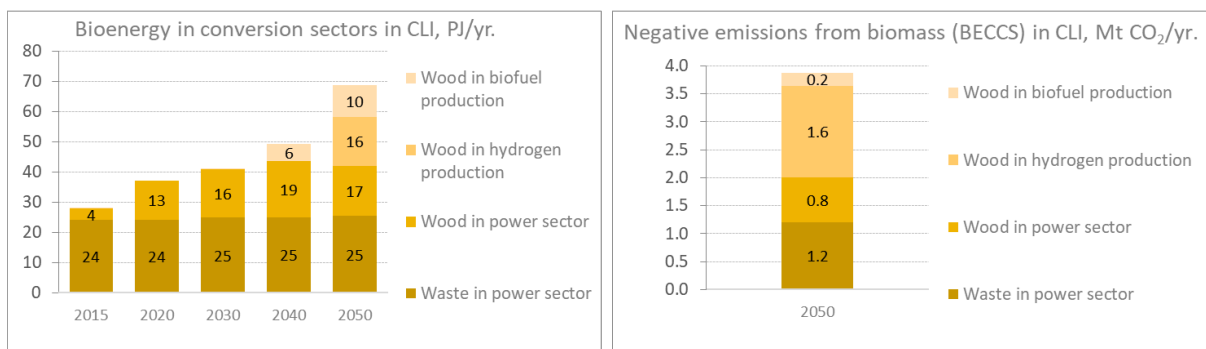 Bioenergy in conversion sectors in CLI, PJ/yr.
80
70
60
50
40
30
20
10
0
4
24
13
24
16
25
6
19
25
10
16
17
25
2015 2020 2030 2040 2050
Wood in biofuel
production
Wood in hydrogen
production
Wood in power sector
Waste in power sector
Negative emissions from biomass (BECCS) in CLI, Mt CO₂/yr.
4.0
3.5
3.0
2.5
2.0
1.5
1.0
0.5
0.0
0.2
1.6
0.8
1.2
2050
Wood in biofuel production
Wood in hydrogen production
Wood in power sector
Waste in power sector